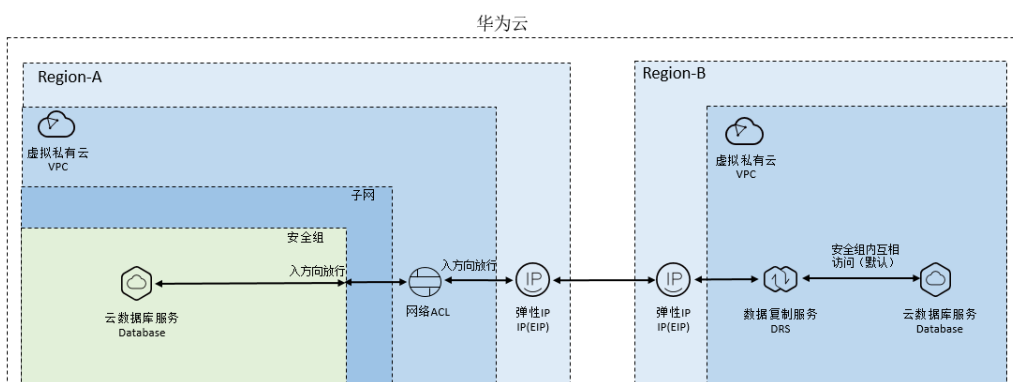 华为云
Region-A
Region-B
虚拟私有云
VPC
虚拟私有云
VPC
子网
安全组
入方向放行
入方向放行
安全组内互相
访问（默认）
云数据库服务
Database
网络ACL
弹性IP
IP(EIP)
弹性IP
IP(EIP)
数据复制服务
DRS
云数据库服务
Database
IP
IP